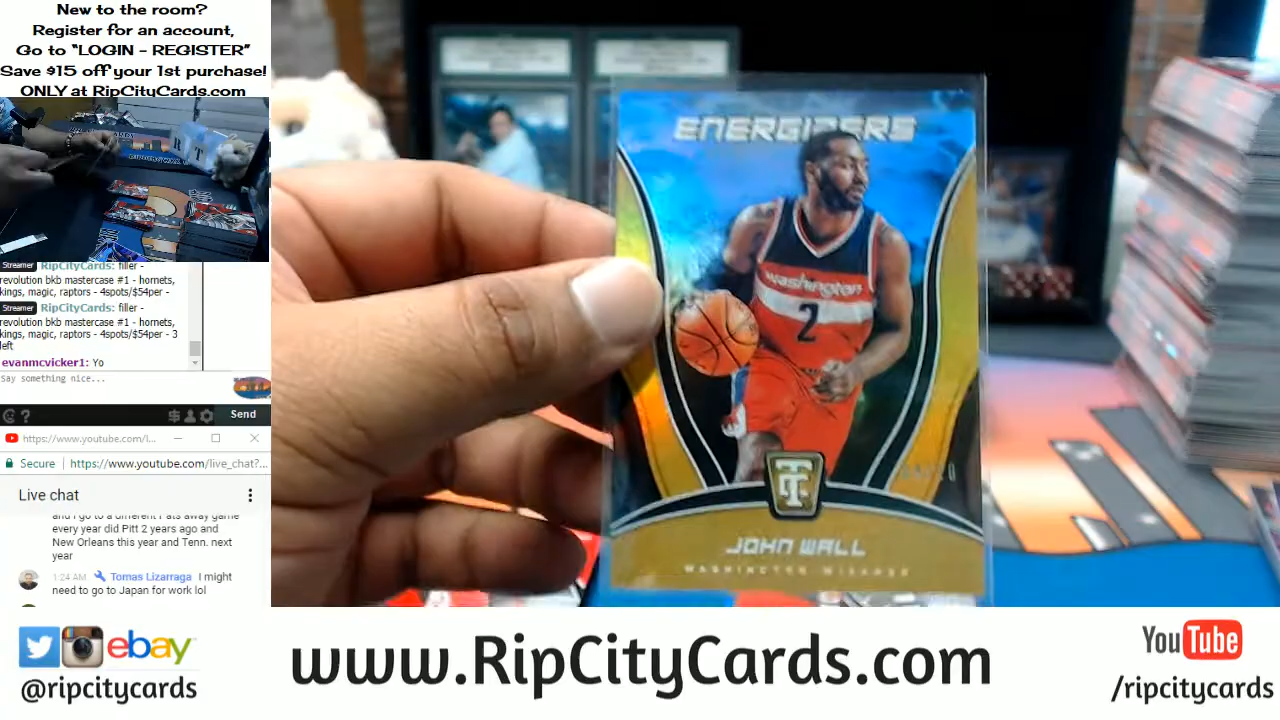 New to the room?
Register for an account,
Go to "LOGIN - REGISTER"
Save $15 off your 1st purchase!
ONLY at RipCityCards.com
Streamer RipCityCards: filler -
revolution bkb mastercase #1 - hornets,
kings, magic, raptors - 4spots/$54per -
Streamer RipCityCards: filler -
revolution bkb mastercase #1 - hornets,
kings, magic, raptors - 4spots/$54per - 3
left
evanmcvicker1: Yo
Say something nice...
Send
https://www.youtube.com/l...
Secure https://www.youtube.com/live_chat?...
Live chat
and I go to a different Pats away game
every year did Pitt 2 years ago and
New Orleans this year and Tenn. next
year
1:24 AM Tomas Lizarraga I might
need to go to Japan for work lol
ENERGIZERS
washington
2
JOHN WALL
WASHINGTON WIZARDS
ebay
@ripcitycards
www.RipCityCards.com
YouTube
/ripcitycards